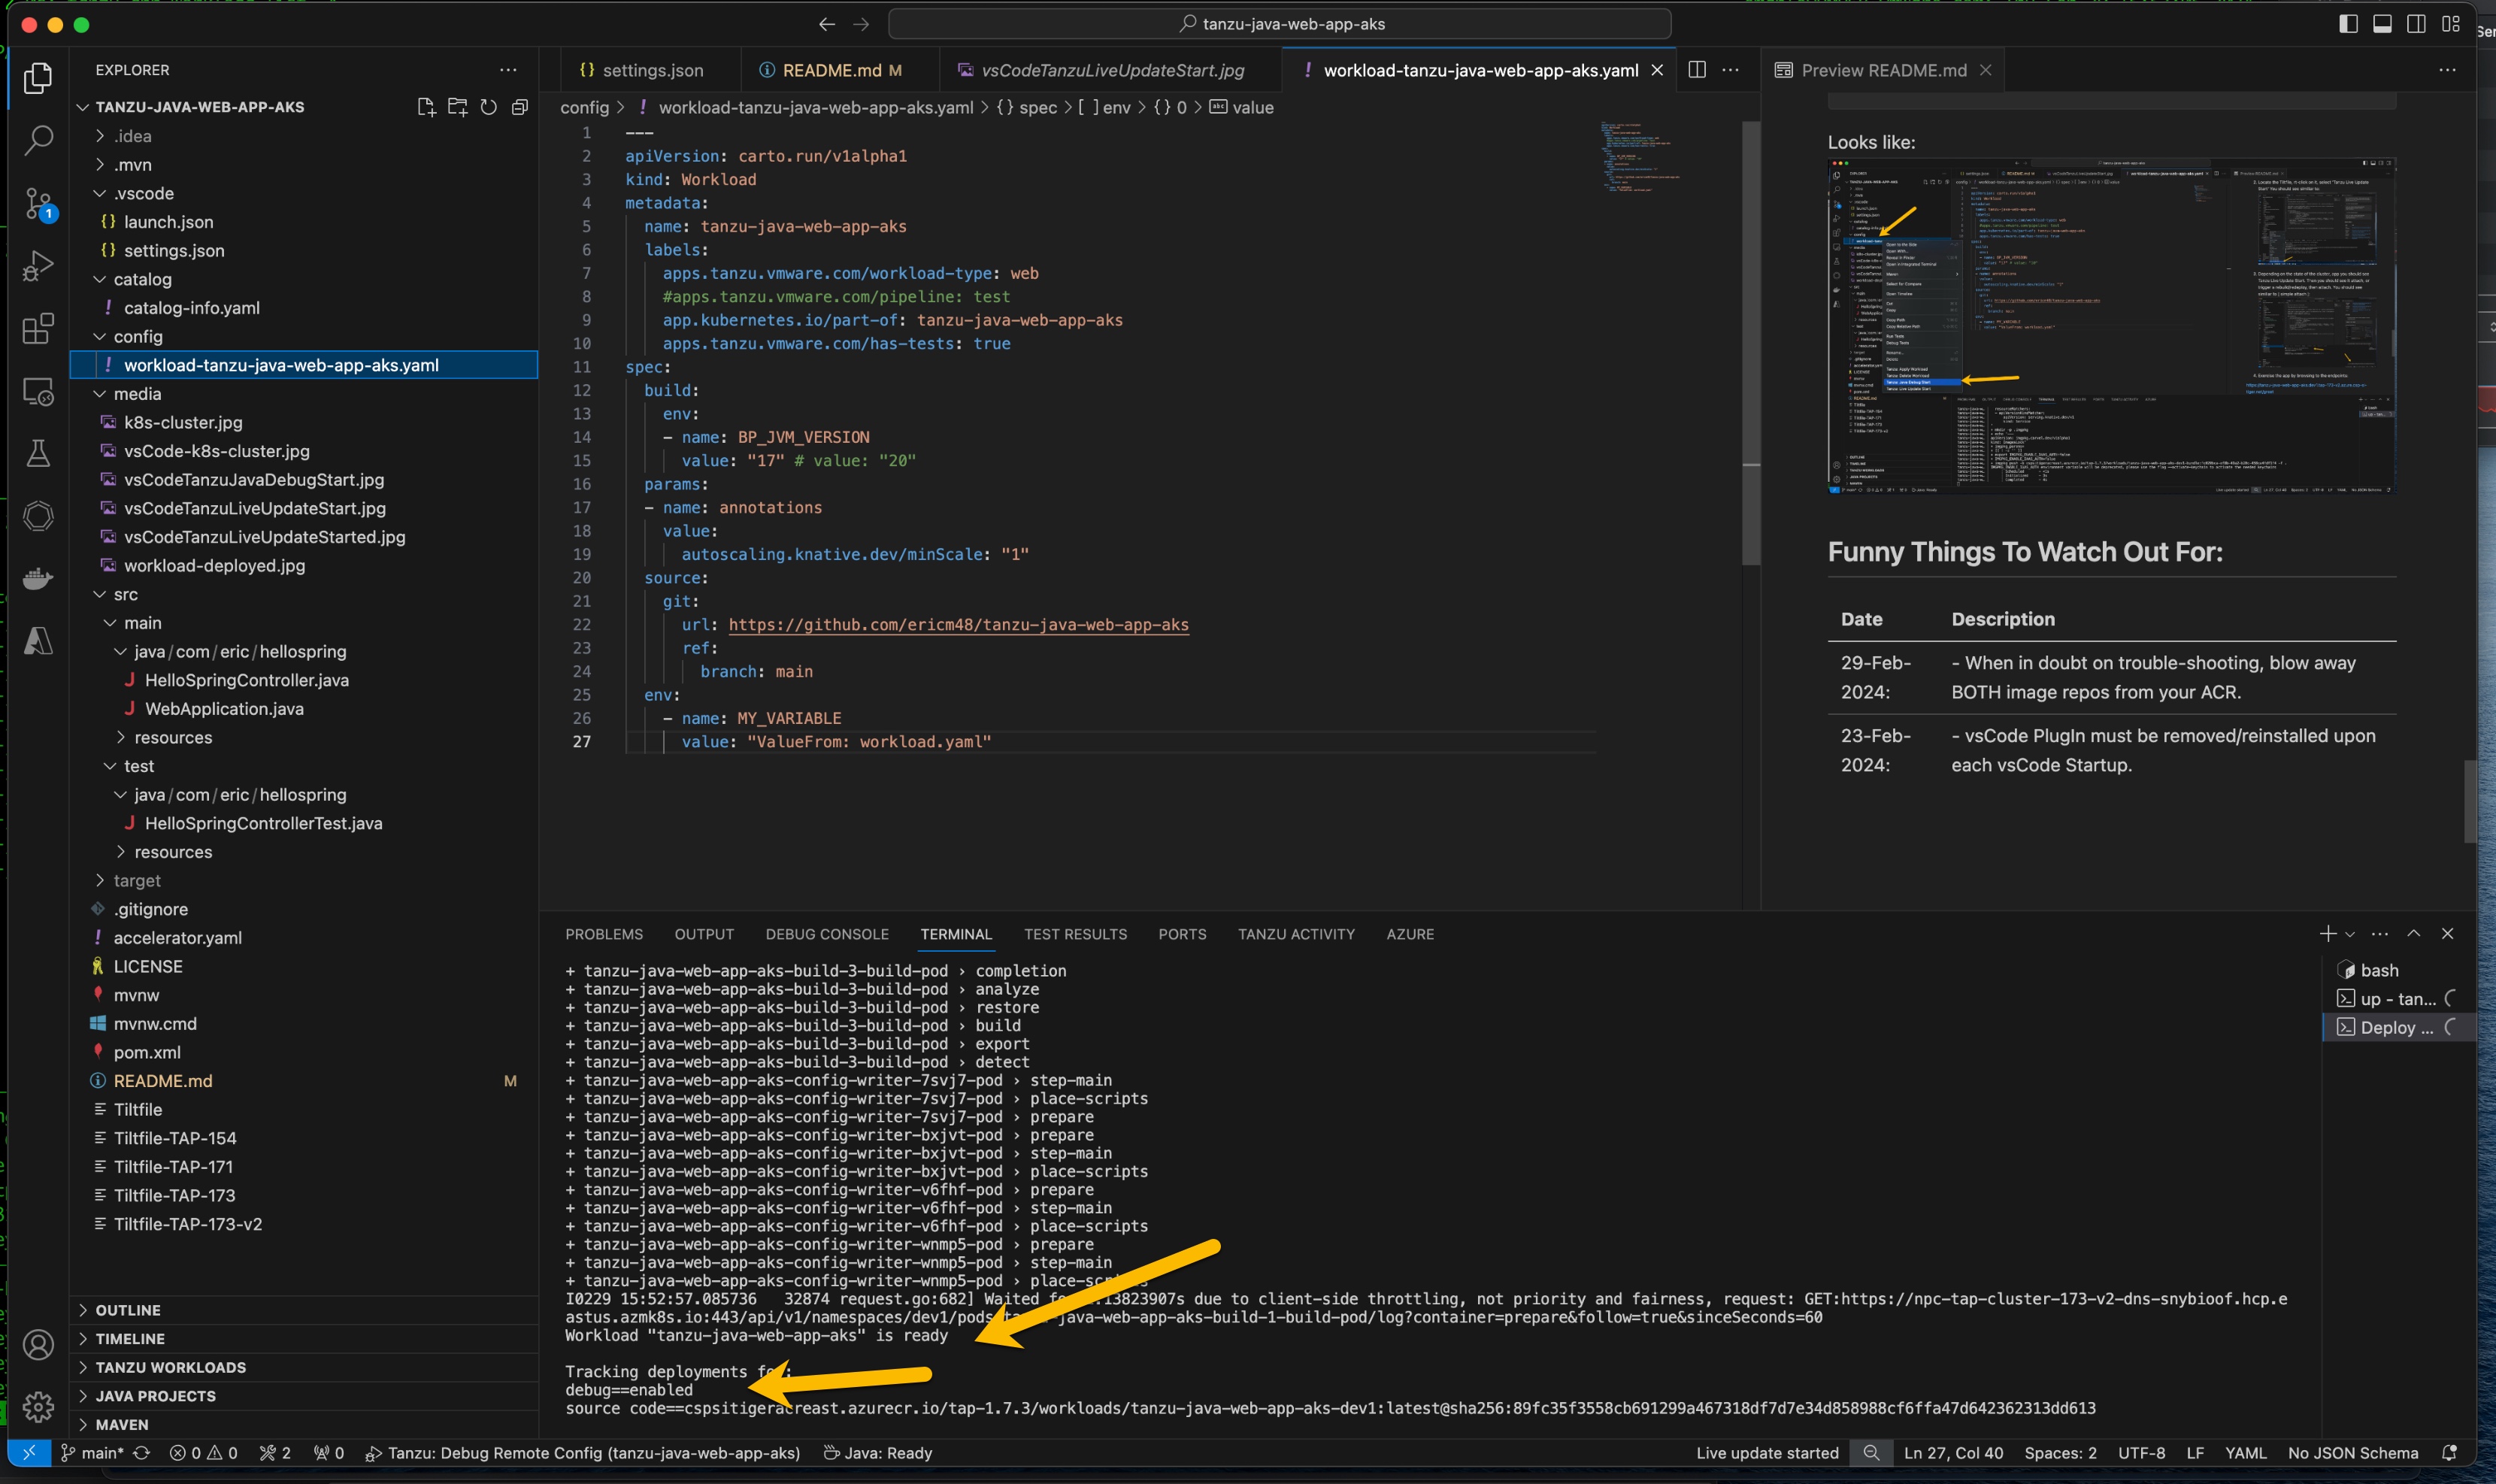 tanzu-java-web-app-aks
EXPLORER
TANZU-JAVA-WEB-APP-AKS
.idea
.mvn
.vscode
launch.json
settings.json
catalog
catalog-info.yaml
config
workload-tanzu-java-web-app-aks.yaml
media
k8s-cluster.jpg
vsCode-k8s-cluster.jpg
vsCodeTanzuJavaDebugStart.jpg
vsCodeTanzuLiveUpdateStart.jpg
vsCodeTanzuLiveUpdateStarted.jpg
workload-deployed.jpg
src
main
java/com/eric/hellospring
HelloSpringController.java
WebApplication.java
resources
test
java/com/eric/hellospring
HelloSpringControllerTest.java
resources
target
.gitignore
accelerator.yaml
LICENSE
mvnw
mvnw.cmd
pom.xml
README.md M
Tiltfile
Tiltfile-TAP-154
Tiltfile-TAP-171
Tiltfile-TAP-173
Tiltfile-TAP-173-v2
OUTLINE
TIMELINE
TANZU WORKLOADS
JAVA PROJECTS
MAVEN
settings.json README.md M vsCodeTanzuLiveUpdateStart.jpg workload-tanzu-java-web-app-aks.yaml
config > workload-tanzu-java-web-app-aks.yaml > {} spec > [ ] env > {} 0 > value
1 ---
2 apiVersion: carto.run/v1alpha1
3 kind: Workload
4 metadata:
5 name: tanzu-java-web-app-aks
6 labels:
7 apps.tanzu.vmware.com/workload-type: web
8 #apps.tanzu.vmware.com/pipeline: test
9 app.kubernetes.io/part-of: tanzu-java-web-app-aks
10 apps.tanzu.vmware.com/has-tests: true
11 spec:
12 build:
13 env:
14 - name: BP_JVM_VERSION
15 value: "17" # value: "20"
16 params:
17 - name: annotations
18 value:
19 autoscaling.knative.dev/minScale: "1"
20 source:
21 git:
22 url: https://github.com/ericm48/tanzu-java-web-app-aks
23 ref:
24 branch: main
25 env:
26 - name: MY_VARIABLE
27 value: "ValueFrom: workload.yaml"
Preview README.md
Looks like:
Funny Things To Watch Out For:
Date Description
29-Feb-2024: - When in doubt on trouble-shooting, blow away
BOTH image repos from your ACR.
23-Feb-2024: - vsCode PlugIn must be removed/reinstalled upon
each vsCode Startup.
PROBLEMS OUTPUT DEBUG CONSOLE TERMINAL TEST RESULTS PORTS TANZU ACTIVITY AZURE
+ tanzu-java-web-app-aks-build-3-build-pod › completion
+ tanzu-java-web-app-aks-build-3-build-pod › analyze
+ tanzu-java-web-app-aks-build-3-build-pod › restore
+ tanzu-java-web-app-aks-build-3-build-pod › build
+ tanzu-java-web-app-aks-build-3-build-pod › export
+ tanzu-java-web-app-aks-build-3-build-pod › detect
+ tanzu-java-web-app-aks-config-writer-7svj7-pod › step-main
+ tanzu-java-web-app-aks-config-writer-7svj7-pod › place-scripts
+ tanzu-java-web-app-aks-config-writer-7svj7-pod › prepare
+ tanzu-java-web-app-aks-config-writer-bxjvt-pod › prepare
+ tanzu-java-web-app-aks-config-writer-bxjvt-pod › step-main
+ tanzu-java-web-app-aks-config-writer-bxjvt-pod › place-scripts
+ tanzu-java-web-app-aks-config-writer-v6fhf-pod › prepare
+ tanzu-java-web-app-aks-config-writer-v6fhf-pod › step-main
+ tanzu-java-web-app-aks-config-writer-v6fhf-pod › place-scripts
+ tanzu-java-web-app-aks-config-writer-wnmp5-pod › prepare
+ tanzu-java-web-app-aks-config-writer-wnmp5-pod › step-main
+ tanzu-java-web-app-aks-config-writer-wnmp5-pod ›
I0229 15:52:57.085736 32874 request.go:682] Waited due to client-side throttling, not priority and fairness, request: GET:https://npc-tap-cluster-173-v2-dns-snybioof.hcp.e
astus.azmk8s.io:443/api/v1/namespaces/dev1/pods java-web-app-aks-build-1-build-pod/log?container=prepare&follow=true&sinceSeconds=60
Workload "tanzu-java-web-app-aks" is ready
Tracking deployments
debug==enabled
source code==cspsitigeracreast.azurecr.io/tap-1.7.3/workloads/tanzu-java-web-app-aks-dev1:latest@sha256:89fc35f3558cb691299a467318df7d7e34d858988cf6ffa47d642362313dd613
bash
up - tan...
Deploy ...
main* 0 0 2 0 Tanzu: Debug Remote Config (tanzu-java-web-app-aks) Java: Ready Live update started Ln 27, Col 40 Spaces: 2 UTF-8 LF YAML No JSON Schema